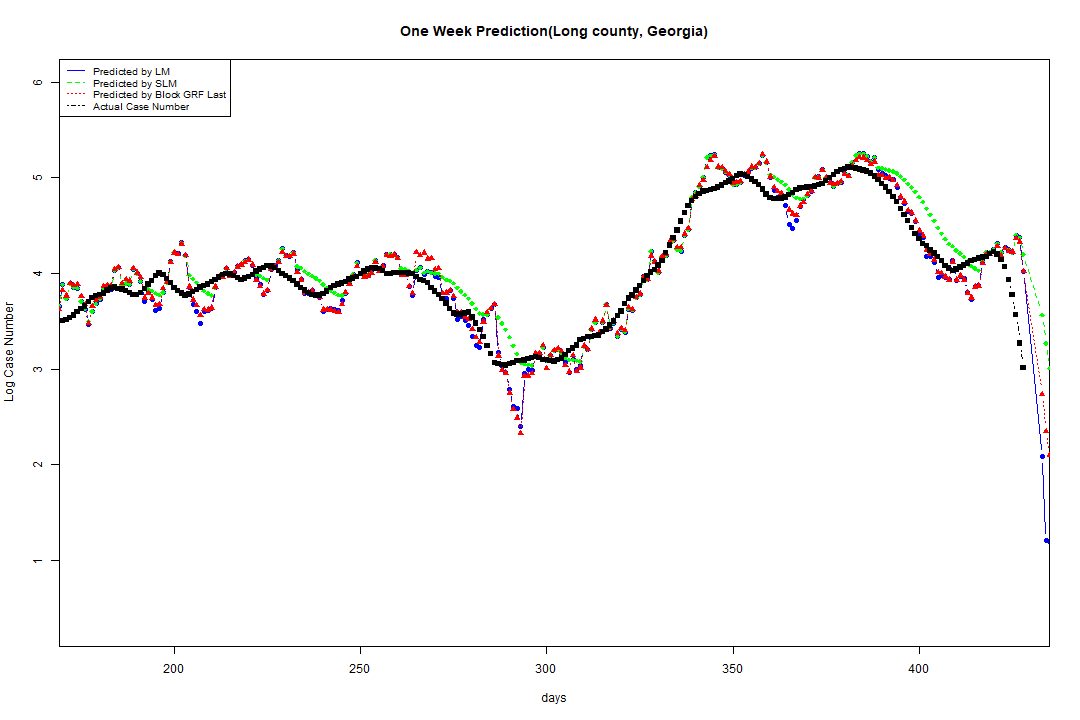 One Week Prediction(Long county, Georgia)
Predicted by LM
Predicted by SLM
Predicted by Block GRF Last
Actual Case Number
6
5
4
3
2
1
Log Case Number
200 250 300 350 400
days